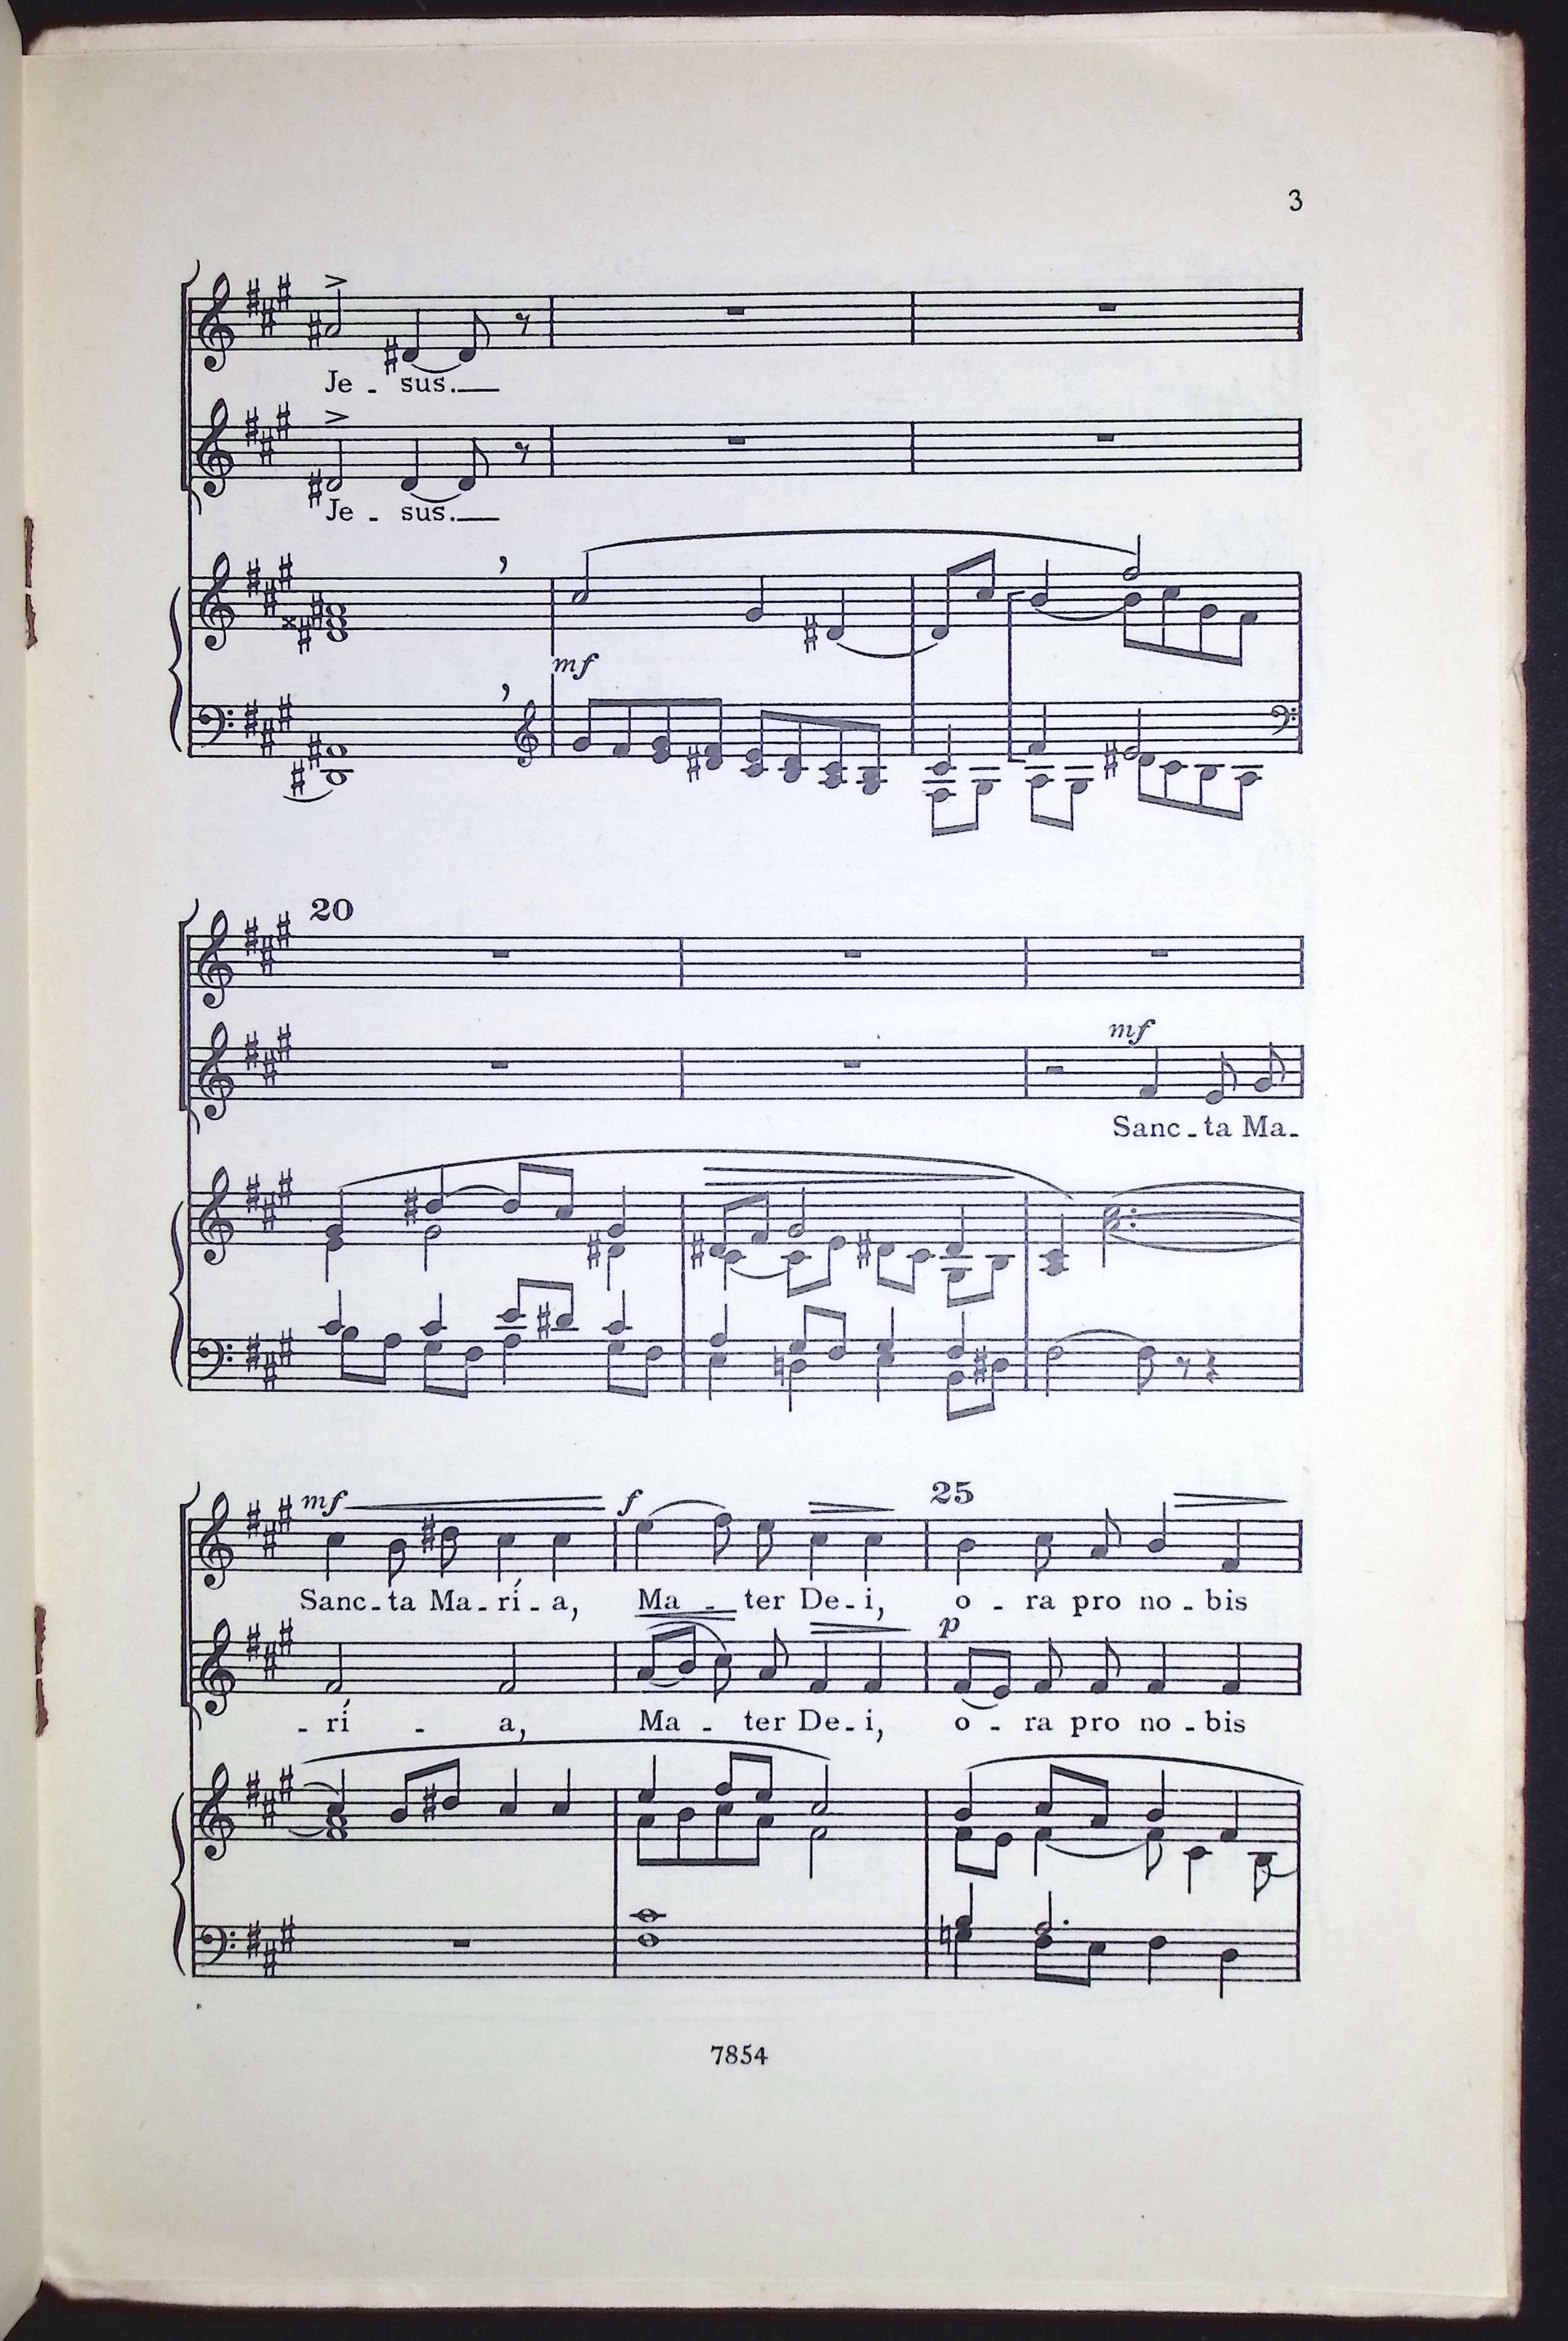 3
Je - sus.
Je - sus.
mf
20
mf
Sanc - ta Ma -
mf f 25
Sanc - ta Ma - rí - a, Ma - ter De - i, o - ra pro no - bis
p
- rí - a, Ma - ter De - i, o - ra pro no - bis
7854